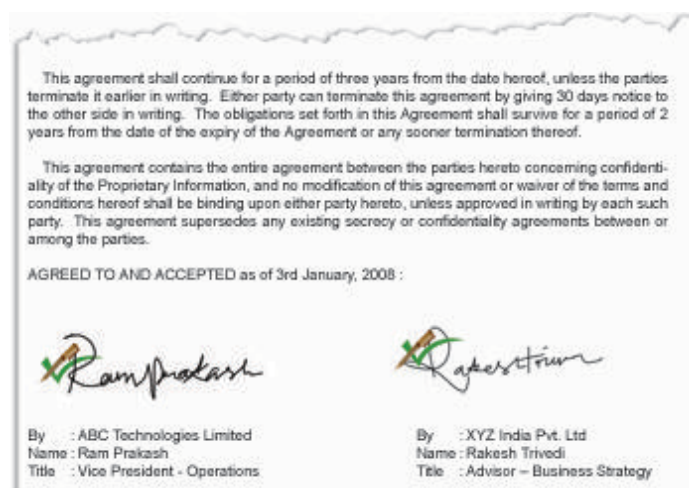 This agreement shall continue for a period of three years from the date hereof, unless the parties
terminate it earlier in writing. Either party can terminate this agreement by giving 30 days notice to
the other side in writing. The obligations set forth in this Agreement shall survive for a period of 2
years from the date of the expiry of the Agreement or any sooner termination thereof.
This agreement contains the entire agreement between the parties hereto concerning confidenti-
ality of the Proprietary Information, and no modification of this agreement or waiver of the terms and
conditions hereof shall be binding upon either party hereto, unless approved in writing by each such
party. This agreement supersedes any existing secrecy or confidentiality agreements between or
among the parties.
AGREED TO AND ACCEPTED as of 3rd January, 2008 :
Ram Prakash
By : ABC Technologies Limited
Name : Ram Prakash
Title : Vice President - Operations
By : XYZ India Pvt. Ltd
Name : Rakesh Trivedi
Title : Advisor – Business Strategy